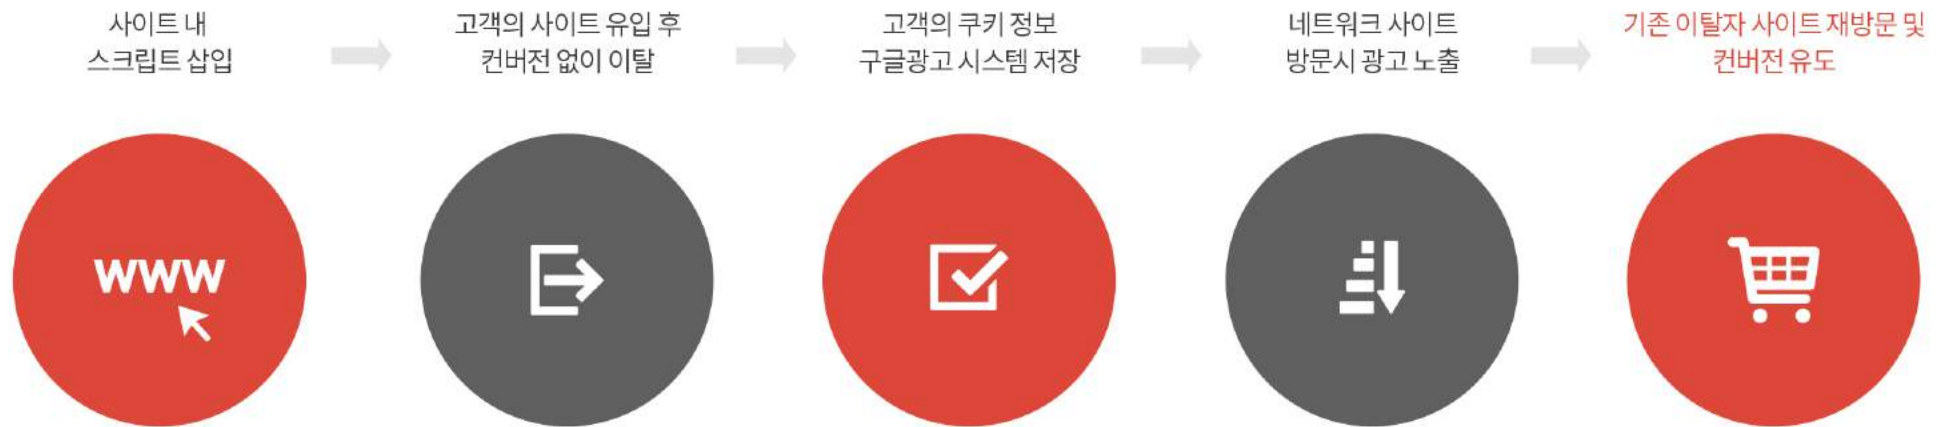 사이트 내
스크립트 삽입
고객의 사이트 유입 후
컨버전 없이 이탈
고객의 쿠키 정보
구글광고 시스템 저장
네트워크 사이트
방문시 광고 노출
기존 이탈자 사이트 재방문 및
컨버전 유도
www